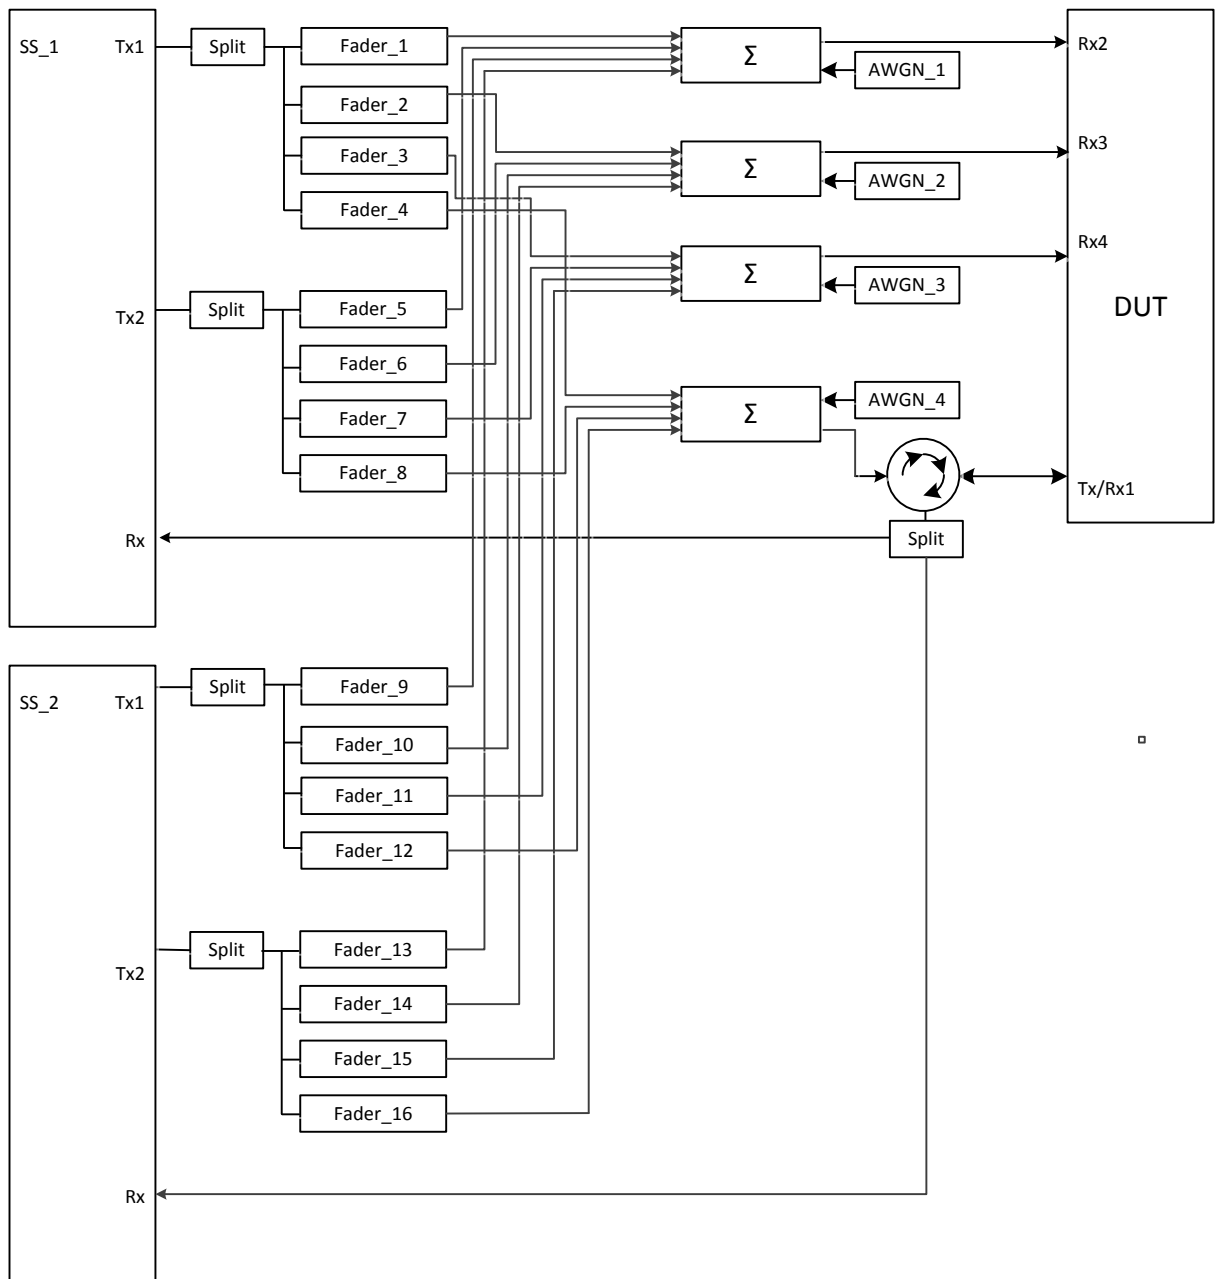 SS_1
Tx1
Split
Fader_1
Σ
Rx2
AWGN_1
Fader_2
Fader_3
Σ
Rx3
AWGN_2
Fader_4
Rx4
Σ
AWGN_3
Tx2
Split
Fader_5
DUT
Fader_6
Fader_7
Σ
AWGN_4
Fader_8
Tx/Rx1
Rx
Split
SS_2
Tx1
Split
Fader_9
Fader_10
Fader_11
Fader_12
Tx2
Split
Fader_13
Fader_14
Fader_15
Fader_16
Rx